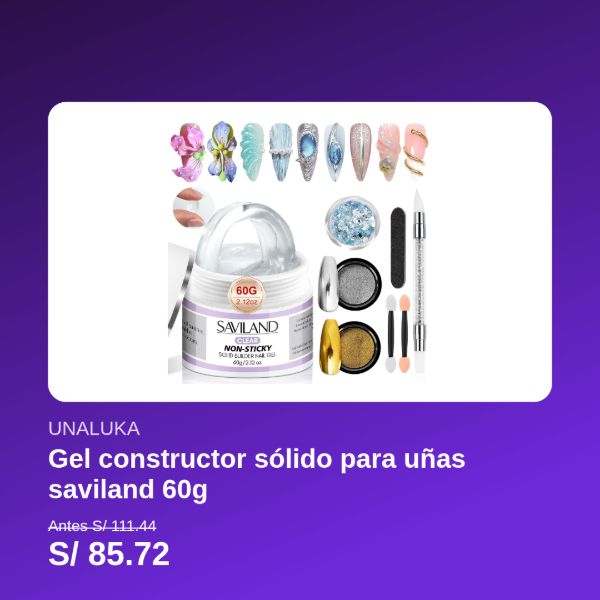 60G
2.12oz
SAVILAND
CLEAR
NON-STICKY
SOLID BUILDER NAIL GEL
60g/2.12 oz
UNALUKA
Gel constructor sólido para uñas
saviland 60g
Antes S/ 111.44
S/ 85.72